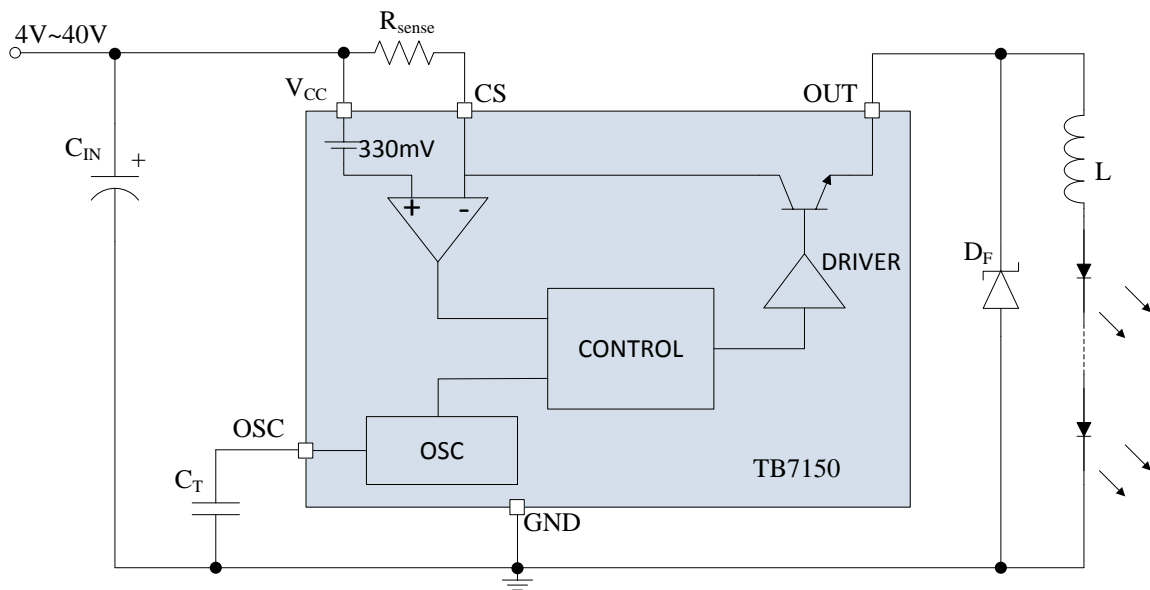 4V~40V
Rsense
VCC
CS
OUT
330mV
CIN
+
+
-
L
DF
DRIVER
CONTROL
OSC
OSC
CT
TB7150
GND